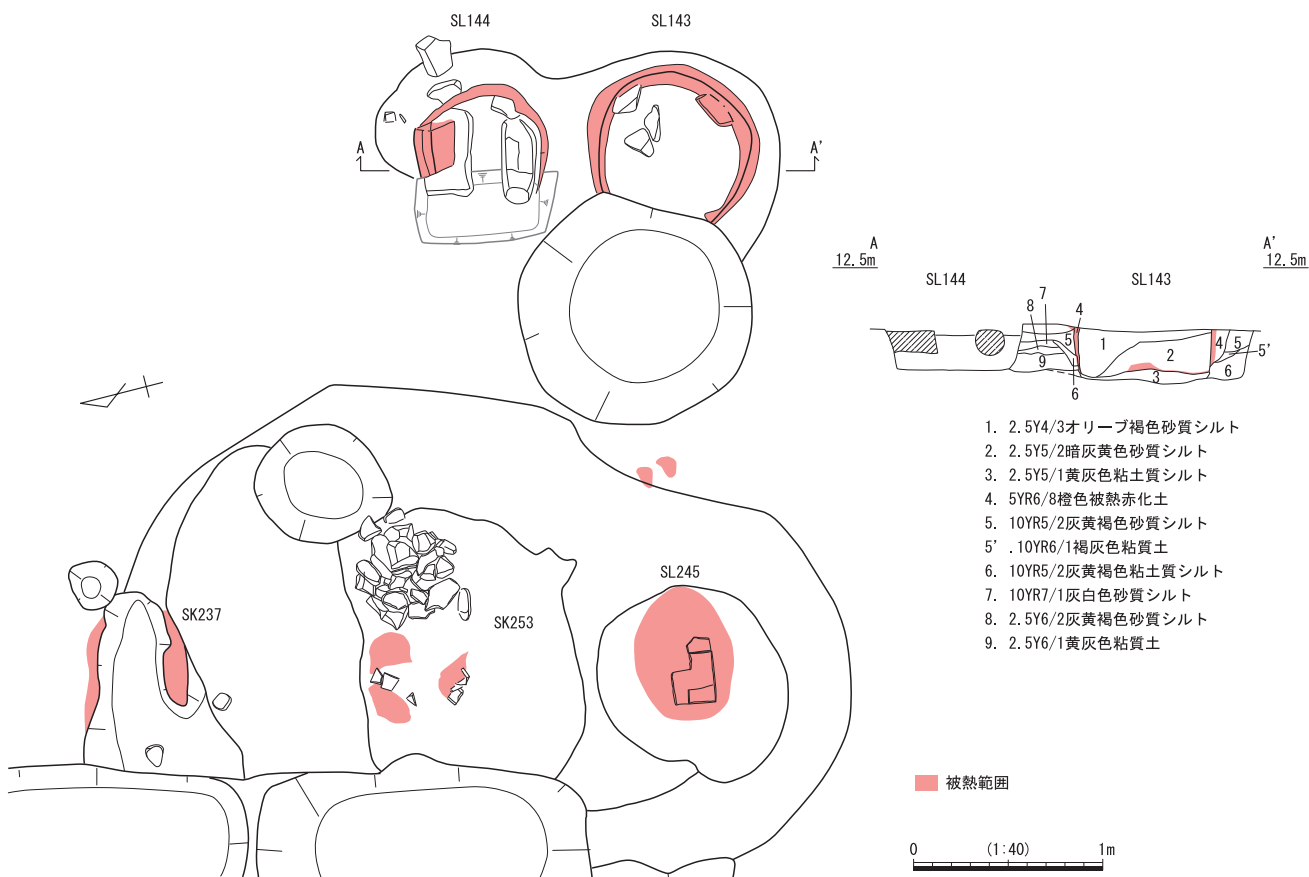 SL144
SL143
A
A'
A
12.5m
A'
12.5m
SL144
SL143
7
8
4
5
1
2
4
5
5'
9
3
6
6
1. 2.5Y4/3オリーブ褐色砂質シルト
2. 2.5Y5/2暗灰黄色砂質シルト
3. 2.5Y5/1黄灰色粘土質シルト
4. 5YR6/8橙色被熱赤化土
5. 10YR5/2灰黄褐色砂質シルト
5' .10YR6/1褐灰色粘質土
6. 10YR5/2灰黄褐色粘土質シルト
7. 10YR7/1灰白色砂質シルト
8. 2.5Y6/2灰黄褐色砂質シルト
9. 2.5Y6/1黄灰色粘質土
SL245
SK237
SK253
被熱範囲
0 (1:40) 1m